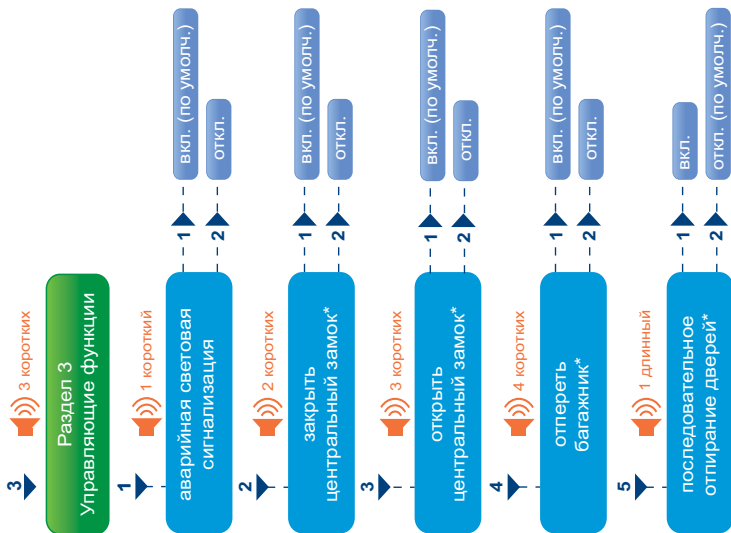 3
3 коротких
Раздел 3
Управляющие функции
1
1 короткий
аварийная световая
сигнализация
1
вкл. (по умолч.)
2
откл.
2
2 коротких
закрыть
центральный замок*
1
вкл. (по умолч.)
2
откл.
3
3 коротких
открыть
центральный замок*
1
вкл. (по умолч.)
2
откл.
4
4 коротких
отпереть
багажник*
1
вкл. (по умолч.)
2
откл.
5
1 длинный
последовательное
отпирание дверей*
1
вкл.
2
откл. (по умолч.)